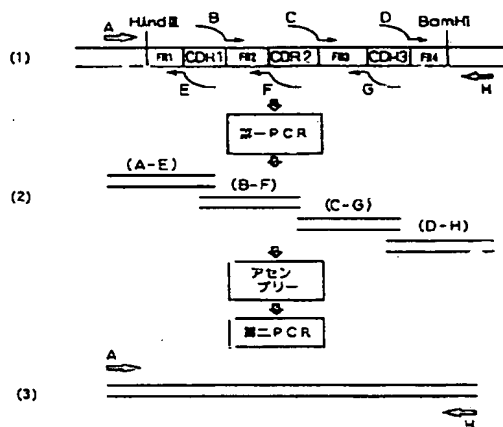 A HindⅢ B C D BamHI
(1) FR1 CDR1 FR2 CDR2 FR3 CDR3 FR4
E F G H
第一PCR
(A-E)
(2) (B-F)
(C-G)
(D-H)
アセン
ブリー
第二PCR
A
(3)
H